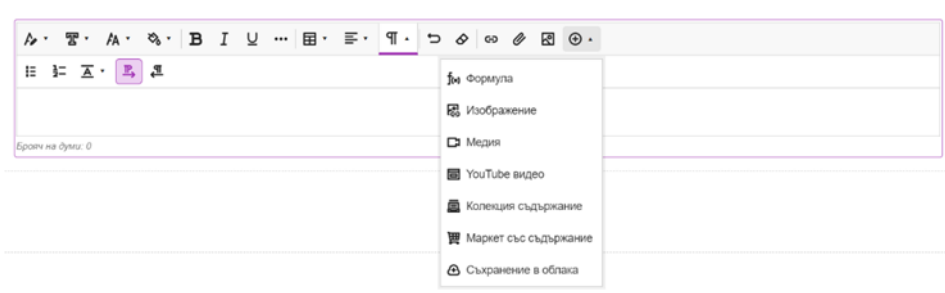 B I U
Формула
Изображение
Медия
YouTube видео
Колекция съдържание
Маркет със съдържание
Съхранение в облака
Брояч на думи: 0